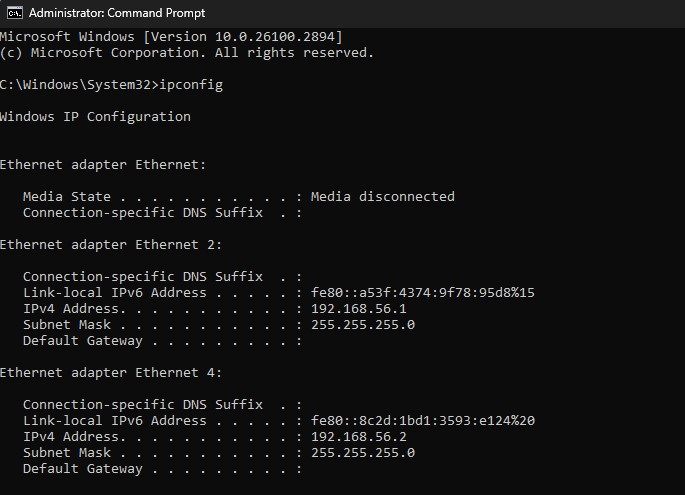 Administrator: Command Prompt
Microsoft Windows [Version 10.0.26100.2894]
(c) Microsoft Corporation. All rights reserved.
C:\Windows\System32>ipconfig
Windows IP Configuration
Ethernet adapter Ethernet:
   Media State . . . . . . . . . . . : Media disconnected
   Connection-specific DNS Suffix  . :
Ethernet adapter Ethernet 2:
   Connection-specific DNS Suffix  . :
   Link-local IPv6 Address . . . . . : fe80::a53f:4374:9f78:95d8%15
   IPv4 Address. . . . . . . . . . . : 192.168.56.1
   Subnet Mask . . . . . . . . . . . : 255.255.255.0
   Default Gateway . . . . . . . . . :
Ethernet adapter Ethernet 4:
   Connection-specific DNS Suffix  . :
   Link-local IPv6 Address . . . . . : fe80::8c2d:1bd1:3593:e124%20
   IPv4 Address. . . . . . . . . . . : 192.168.56.2
   Subnet Mask . . . . . . . . . . . : 255.255.255.0
   Default Gateway . . . . . . . . . :